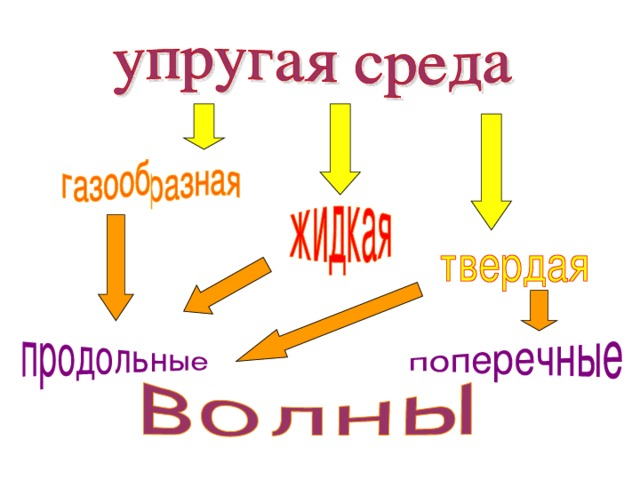 упругая среда
газообразная
жидкая
твердая
продольные
поперечные
Волны